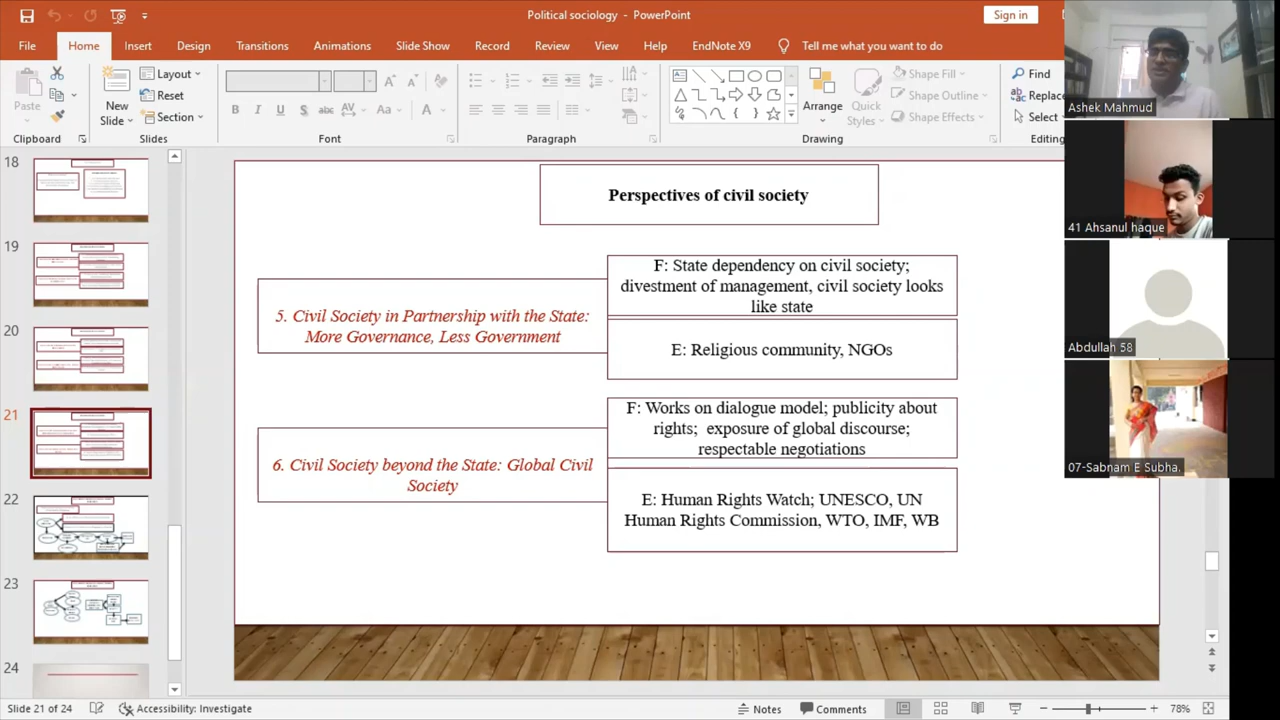 Political sociology - PowerPoint
Sign in
File
Home
Insert
Design
Transitions
Animations
Slide Show
Record
Review
View
Help
EndNote X9
Tell me what you want to do
Paste
New
Slide
Layout
Reset
Section
B
I
U
S
abc
AV
Aa
A
A
A
Arrange
Quick
Styles
Shape Fill
Shape Outline
Shape Effects
Find
Replace
Select
Clipboard
Slides
Font
Paragraph
Drawing
Editing
Ashek Mahmud
41 Ahsanul haque
Abdullah 58
07-Sabnam E Subha.
18
19
20
21
22
23
24
Perspectives of civil society
5. Civil Society in Partnership with the State:
More Governance, Less Government
F: State dependency on civil society;
divestment of management, civil society looks
like state
E: Religious community, NGOs
6. Civil Society beyond the State: Global Civil
Society
F: Works on dialogue model; publicity about
rights; exposure of global discourse;
respectable negotiations
E: Human Rights Watch; UNESCO, UN
Human Rights Commission, WTO, IMF, WB
Slide 21 of 24
Accessibility: Investigate
Notes
Comments
78%